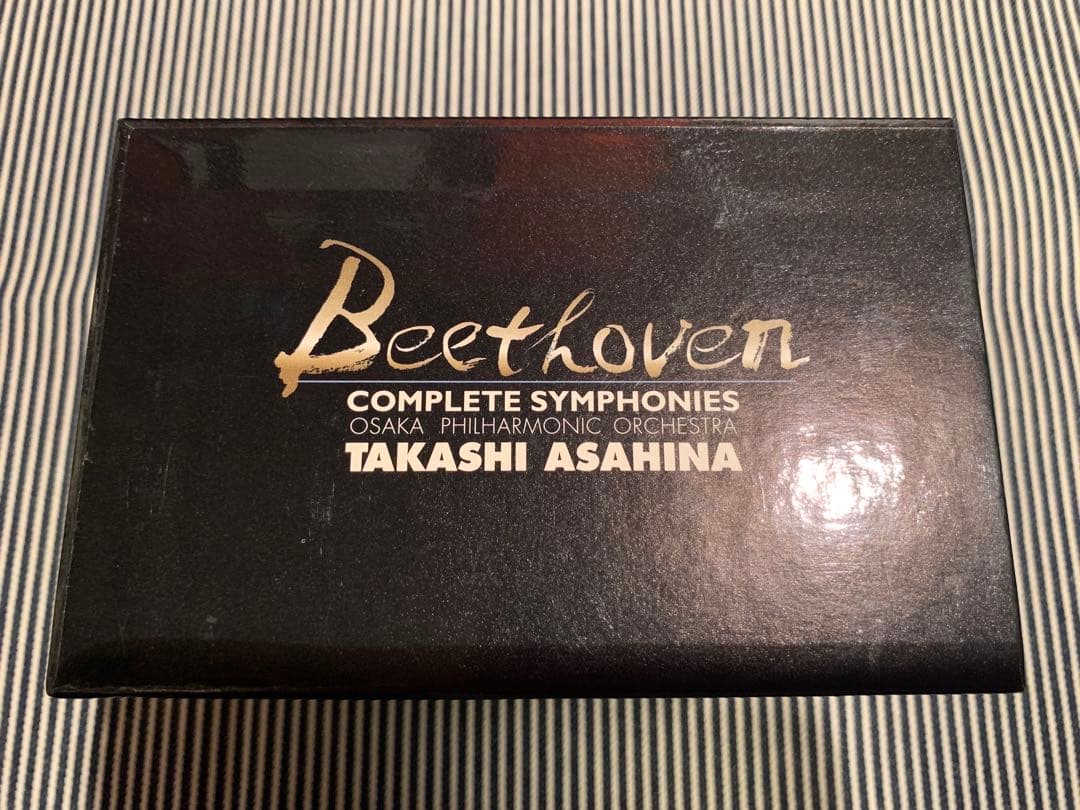 Beethoven
COMPLETE SYMPHONIES
OSAKA PHILHARMONIC ORCHESTRA
TAKASHI ASAHINA